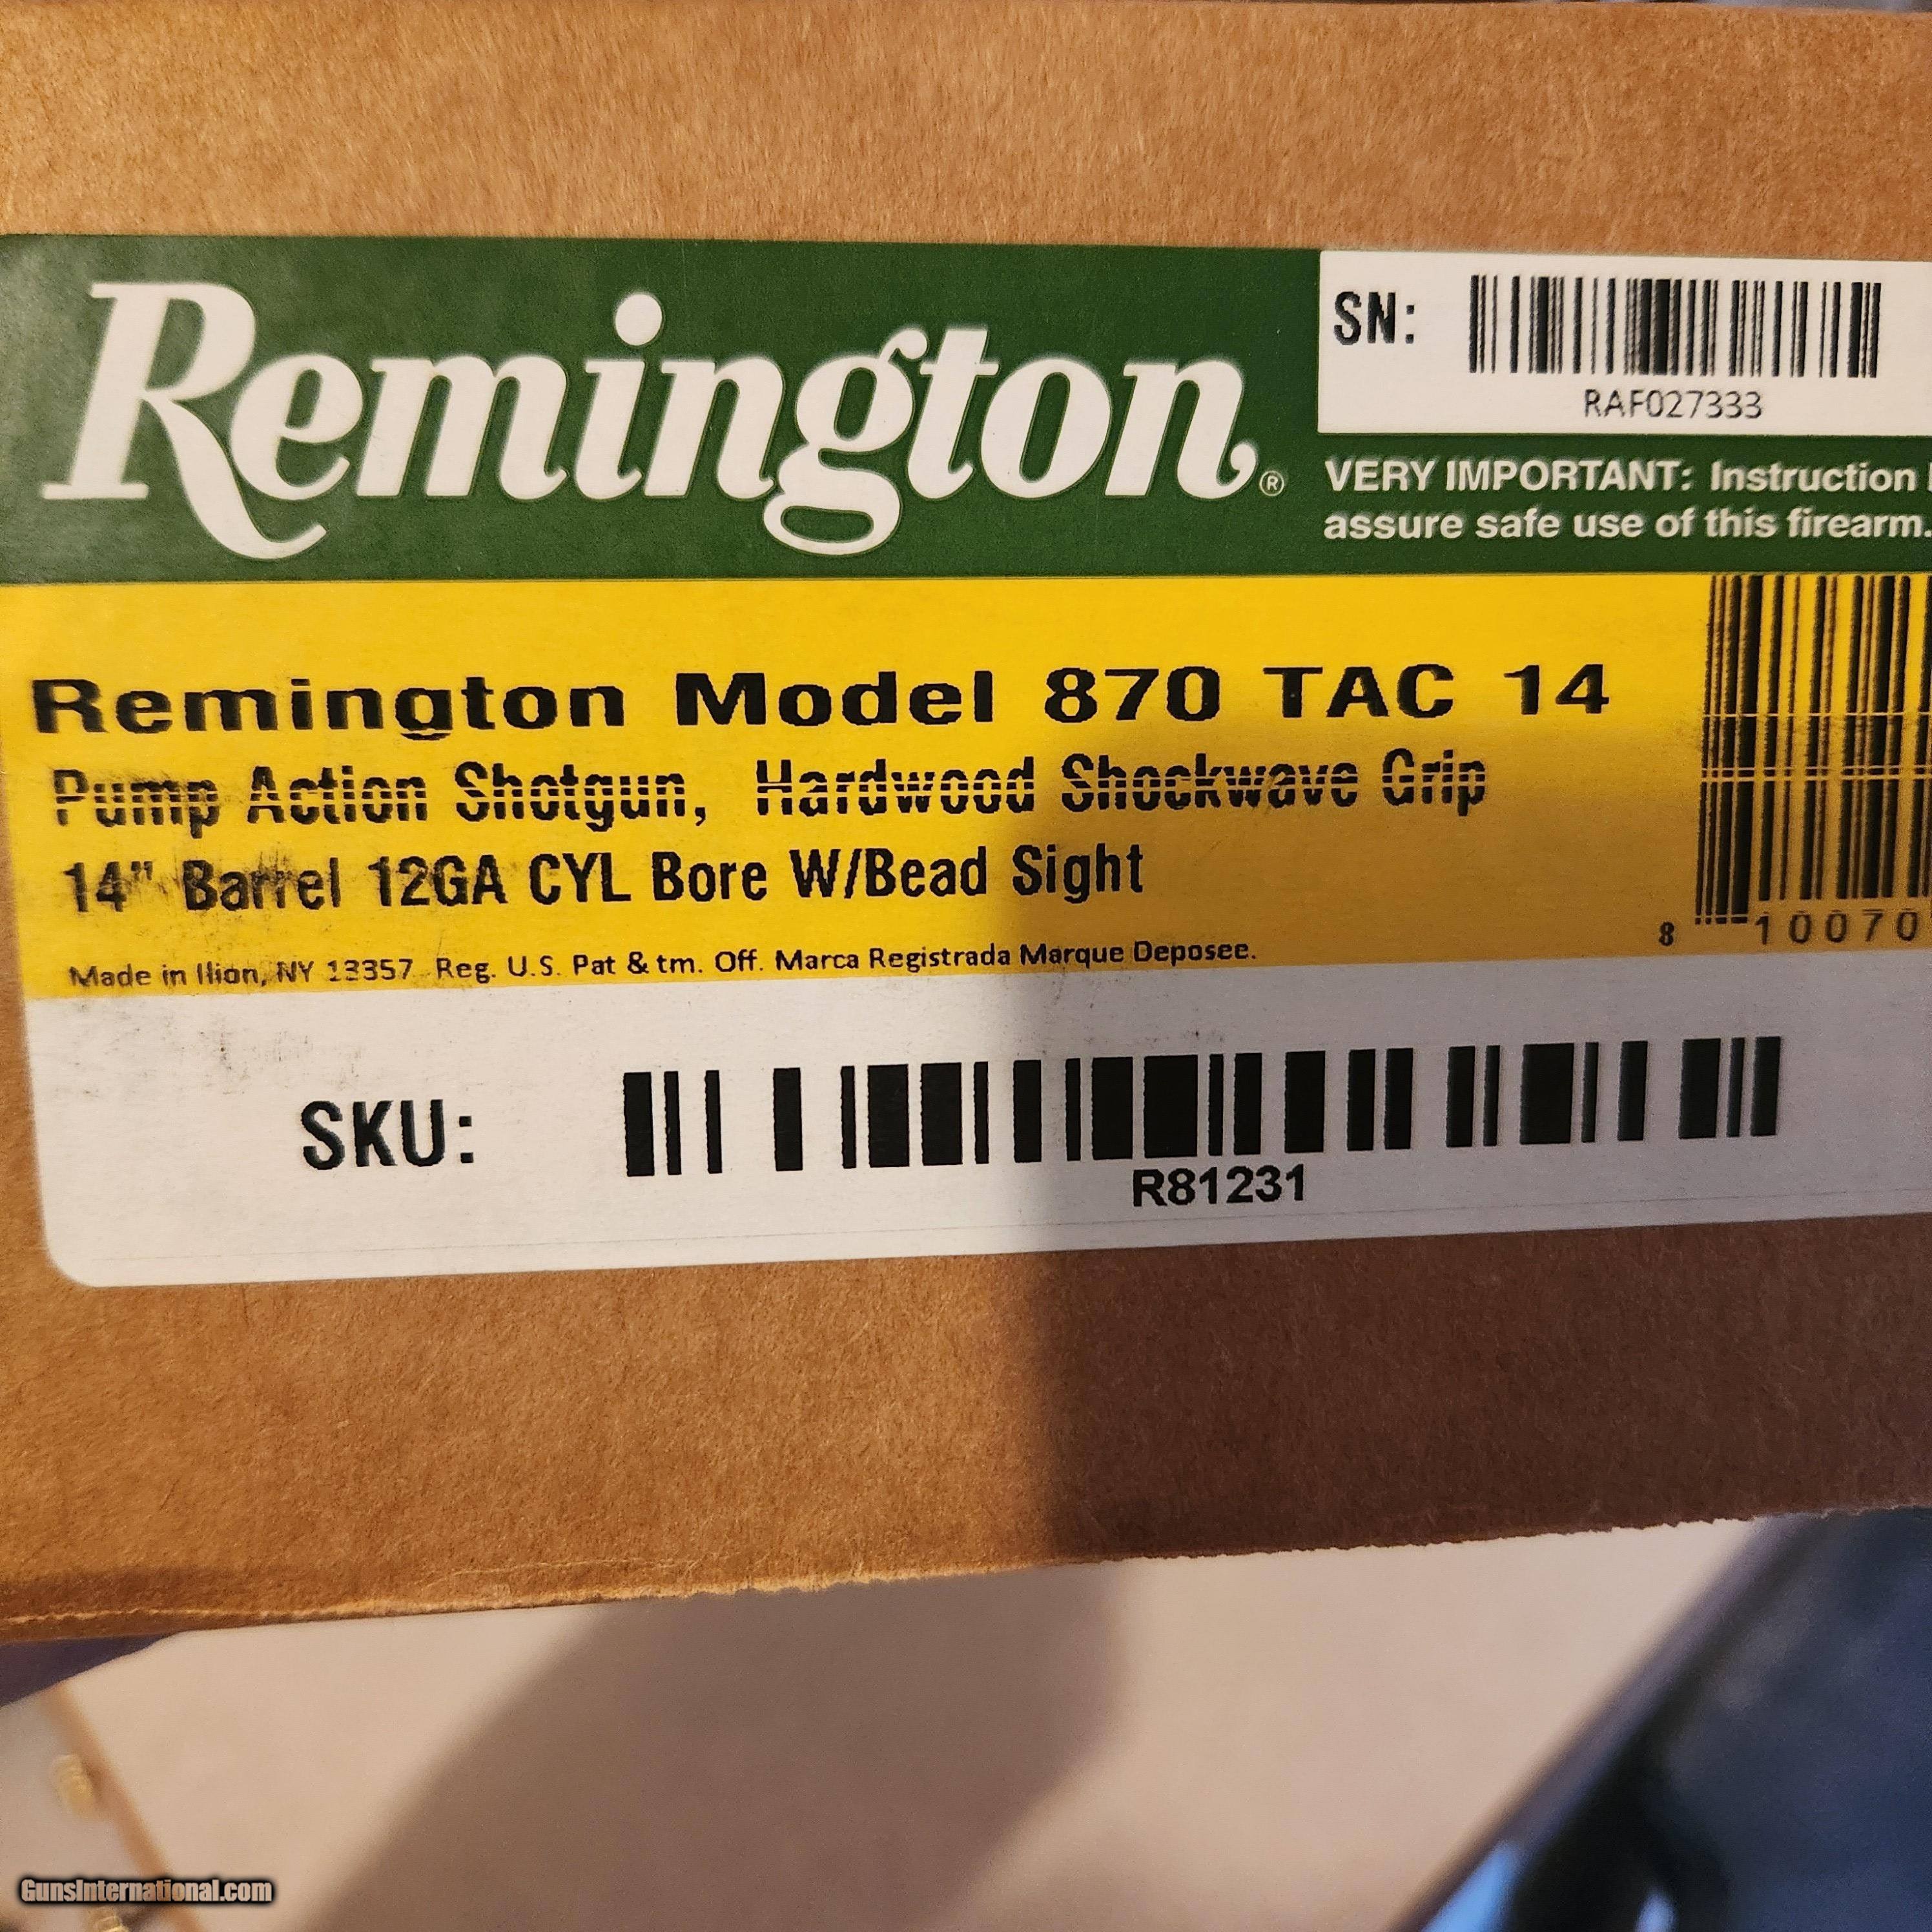 Remington®
SN:
RAF027333
VERY IMPORTANT: Instruction
assure safe use of this firearm.
Remington Model 870 TAC 14
Pump Action Shotgun, Hardwood Shockwave Grip
14" Barrel 12GA CYL Bore W/Bead Sight
8 10070
Made in Ilion, NY 13357 Reg. U.S. Pat & tm. Off. Marca Registrada Marque Deposee.
SKU:
R81231
GunsInternational.com